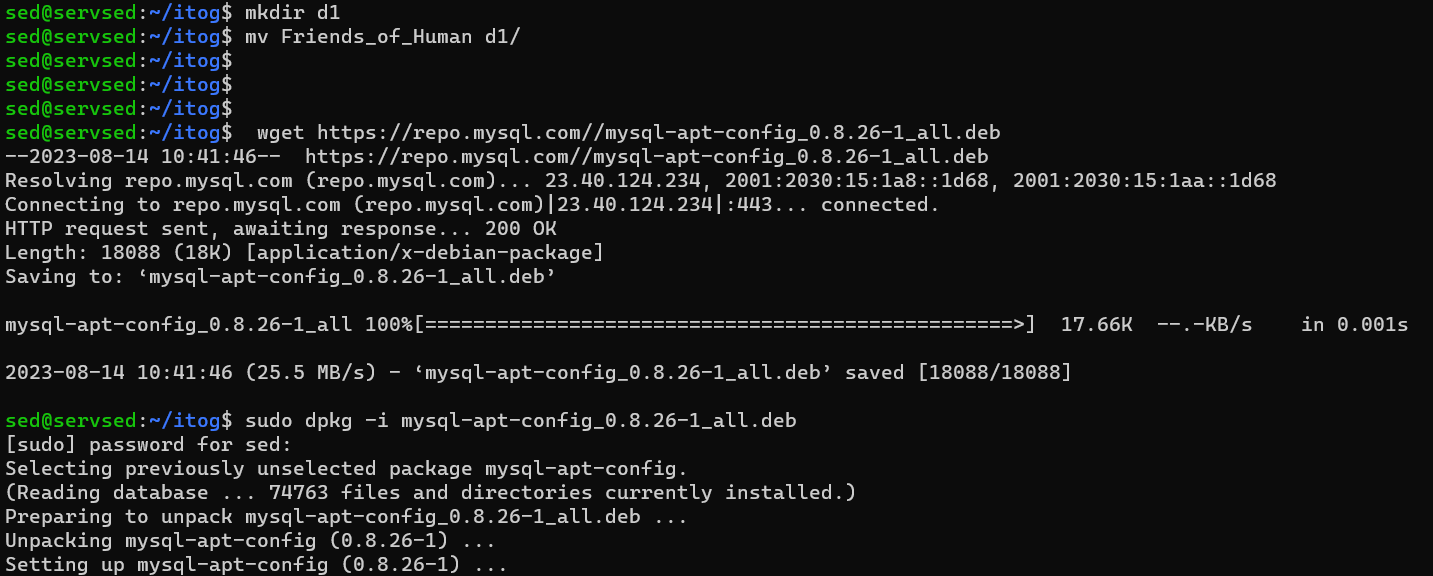 sed@servsed:~/itog$ mkdir d1
sed@servsed:~/itog$ mv Friends_of_Human d1/
sed@servsed:~/itog$
sed@servsed:~/itog$
sed@servsed:~/itog$
sed@servsed:~/itog$  wget https://repo.mysql.com//mysql-apt-config_0.8.26-1_all.deb
--2023-08-14 10:41:46--  https://repo.mysql.com//mysql-apt-config_0.8.26-1_all.deb
Resolving repo.mysql.com (repo.mysql.com)... 23.40.124.234, 2001:2030:15:1a8::1d68, 2001:2030:15:1aa::1d68
Connecting to repo.mysql.com (repo.mysql.com)|23.40.124.234|:443... connected.
HTTP request sent, awaiting response... 200 OK
Length: 18088 (18K) [application/x-debian-package]
Saving to: ‘mysql-apt-config_0.8.26-1_all.deb’
mysql-apt-config_0.8.26-1_all 100%[=================================================>]  17.66K  --.-KB/s    in 0.001s
2023-08-14 10:41:46 (25.5 MB/s) - ‘mysql-apt-config_0.8.26-1_all.deb’ saved [18088/18088]
sed@servsed:~/itog$ sudo dpkg -i mysql-apt-config_0.8.26-1_all.deb
[sudo] password for sed:
Selecting previously unselected package mysql-apt-config.
(Reading database ... 74763 files and directories currently installed.)
Preparing to unpack mysql-apt-config_0.8.26-1_all.deb ...
Unpacking mysql-apt-config (0.8.26-1) ...
Setting up mysql-apt-config (0.8.26-1) ...